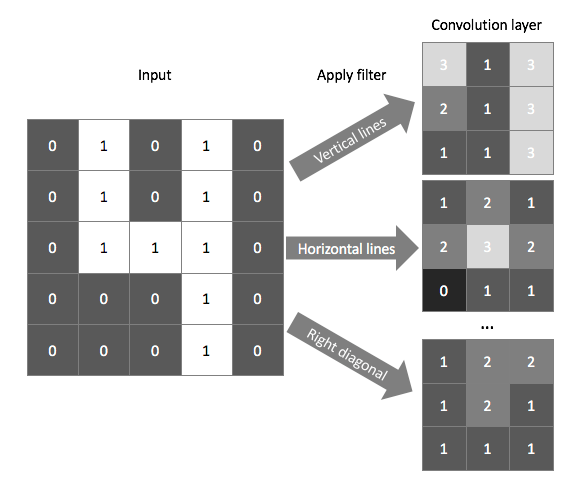 Convolution layer
Input
Apply filter
0 1 0 1 0
0 1 0 1 0
0 1 1 1 0
0 0 0 1 0
0 0 0 1 0
Vertical lines
3 1 3
2 1 3
1 1 3
Horizontal lines
1 2 1
2 3 2
0 1 1
...
Right diagonal
1 2 2
1 2 1
1 1 1